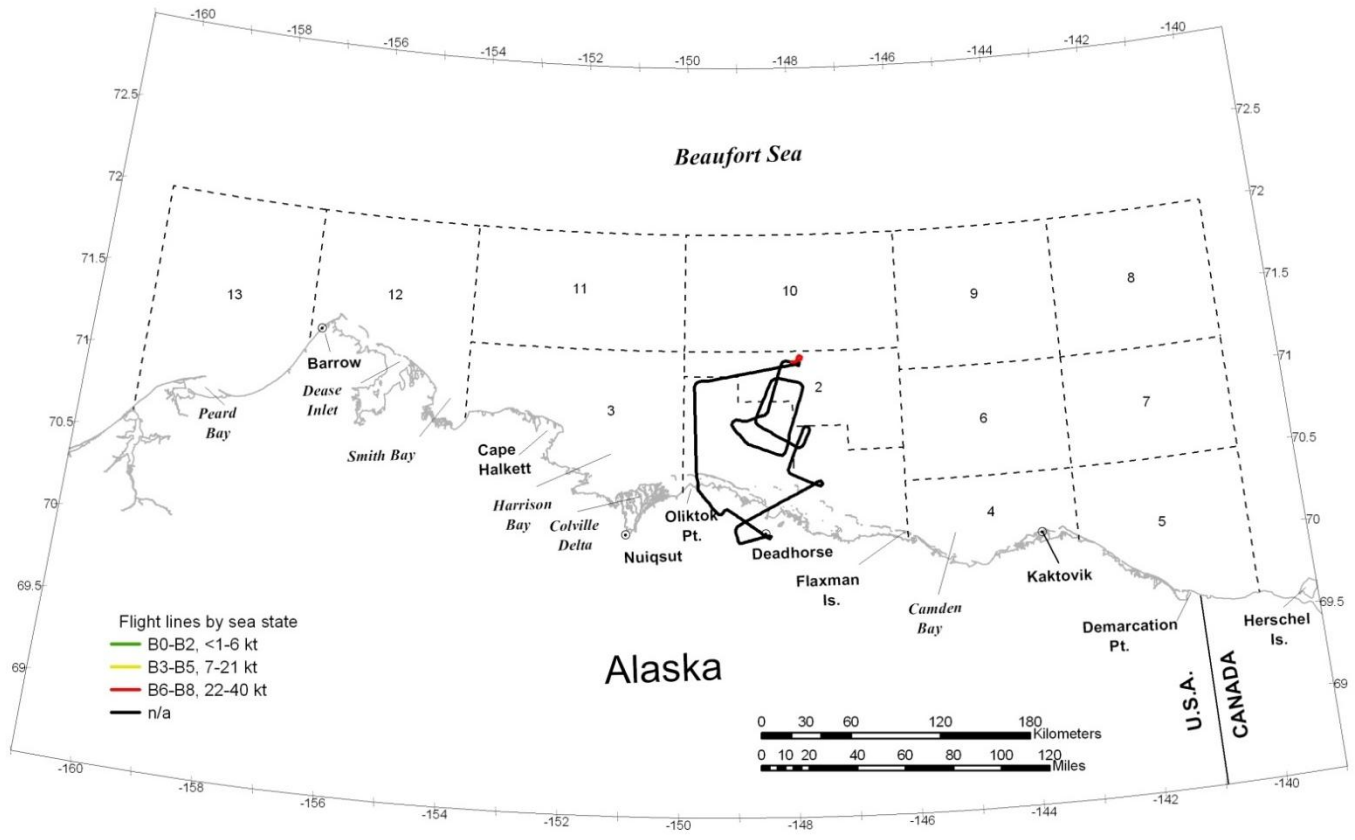 -160
-158
-156
-154
-150
-148
-146
-144
-142
-140
72.5
72.5
Beaufort Sea
72
72
71.5
71.5
13
12
11
10
9
8
71
71
Barrow
Dease
Inlet
Peard
Bay
3
2
6
7
70.5
70.5
Smith Bay
Cape
Halkett
Harrison
Bay
Colville
Delta
Oliktok
Pt.
4
5
70
70
Nuiqsut
Deadhorse
Flaxman
Is.
Camden
Bay
Kaktovik
Demarcation
Pt.
Herschel
Is.
69.5
69.5
Flight lines by sea state
B0-B2, <1-6 kt
B3-B5, 7-21 kt
B6-B8, 22-40 kt
n/a
Alaska
U.S.A.
CANADA
69
69
0 30 60 120 180
Kilometers
0 10 20 40 60 80 100 120
Miles
-160
-158
-156
-154
-152
-150
-148
-146
-144
-142
-140